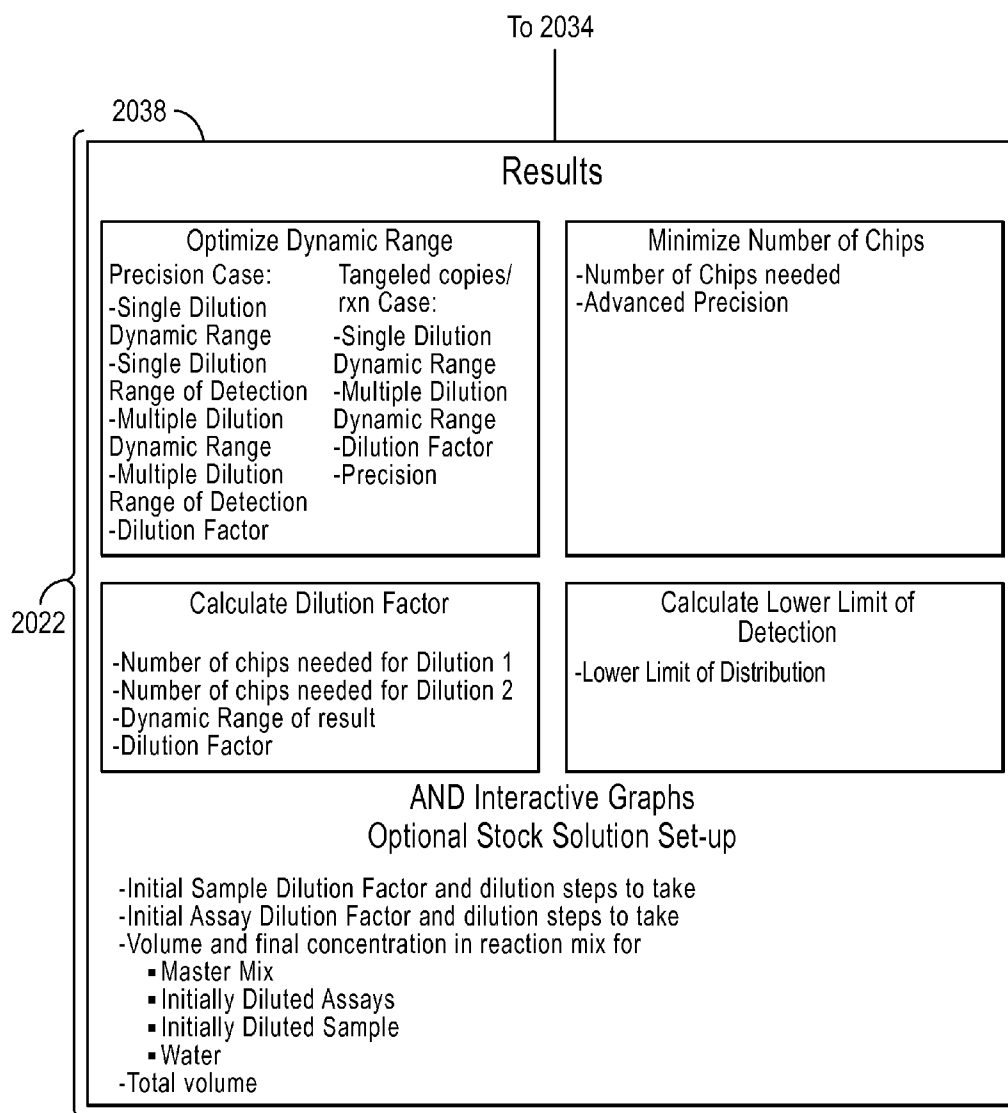 To 2034
2038
Results
Optimize Dynamic Range
Precision Case:
-Single Dilution
Dynamic Range
-Single Dilution
Range of Detection
-Multiple Dilution
Dynamic Range
-Multiple Dilution
Range of Detection
-Dilution Factor
Tangeled copies/
rxn Case:
-Single Dilution
Dynamic Range
-Multiple Dilution
Dynamic Range
-Dilution Factor
-Precision
Minimize Number of Chips
-Number of Chips needed
-Advanced Precision
2022
Calculate Dilution Factor
-Number of chips needed for Dilution 1
-Number of chips needed for Dilution 2
-Dynamic Range of result
-Dilution Factor
Calculate Lower Limit of
Detection
-Lower Limit of Distribution
AND Interactive Graphs
Optional Stock Solution Set-up
-Initial Sample Dilution Factor and dilution steps to take
-Initial Assay Dilution Factor and dilution steps to take
-Volume and final concentration in reaction mix for
▪ Master Mix
▪ Initially Diluted Assays
▪ Initially Diluted Sample
▪ Water
-Total volume